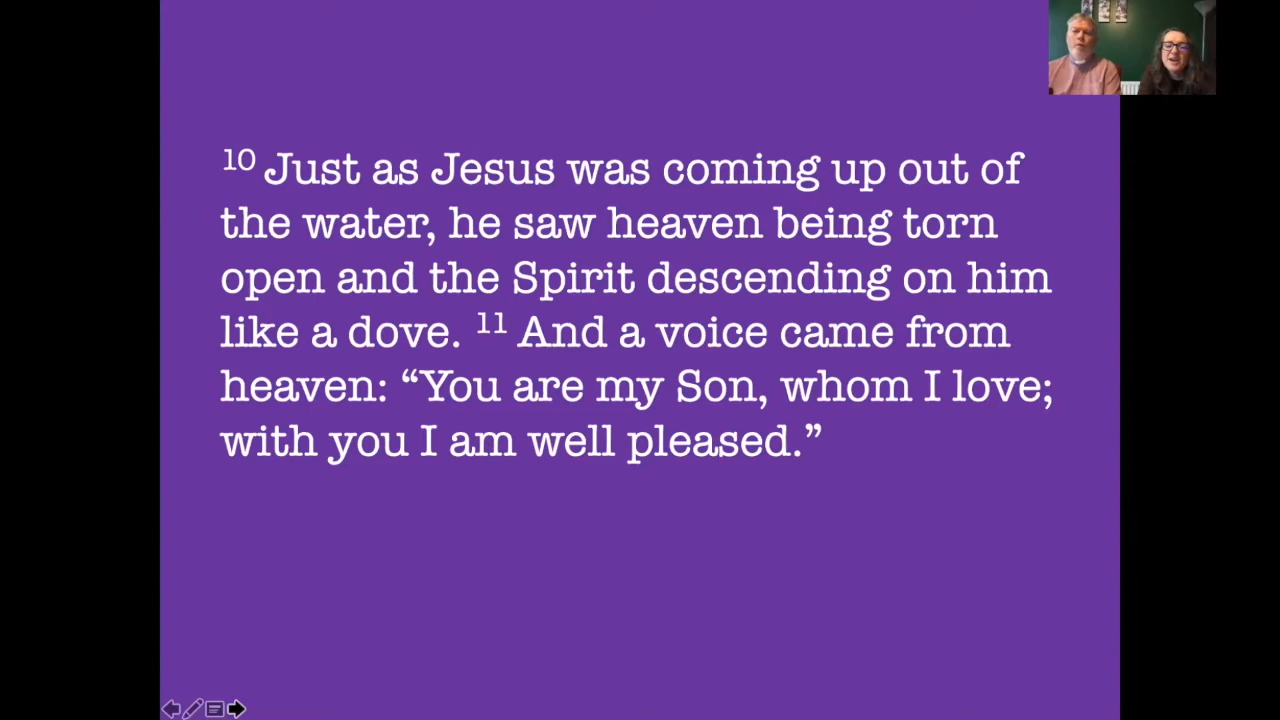 10 Just as Jesus was coming up out of
the water, he saw heaven being torn
open and the Spirit descending on him
like a dove. 11 And a voice came from
heaven: “You are my Son, whom I love;
with you I am well pleased.”